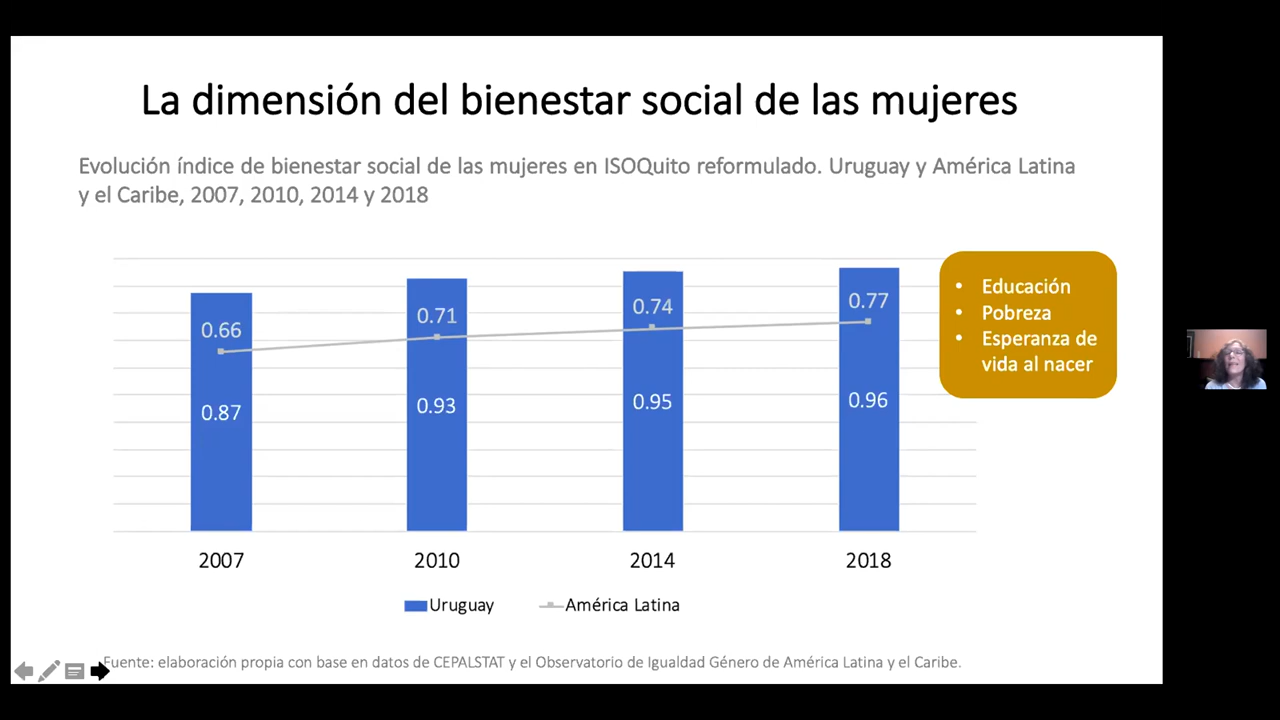 La dimensión del bienestar social de las mujeres
Evolución índice de bienestar social de las mujeres en ISOQuito reformulado. Uruguay y América Latina
y el Caribe, 2007, 2010, 2014 y 2018
0.66
0.71
0.74
0.77
0.87
0.93
0.95
0.96
2007
2010
2014
2018
Uruguay
América Latina
• Educación
• Pobreza
• Esperanza de
vida al nacer
Fuente: elaboración propia con base en datos de CEPALSTAT y el Observatorio de Igualdad Género de América Latina y el Caribe.